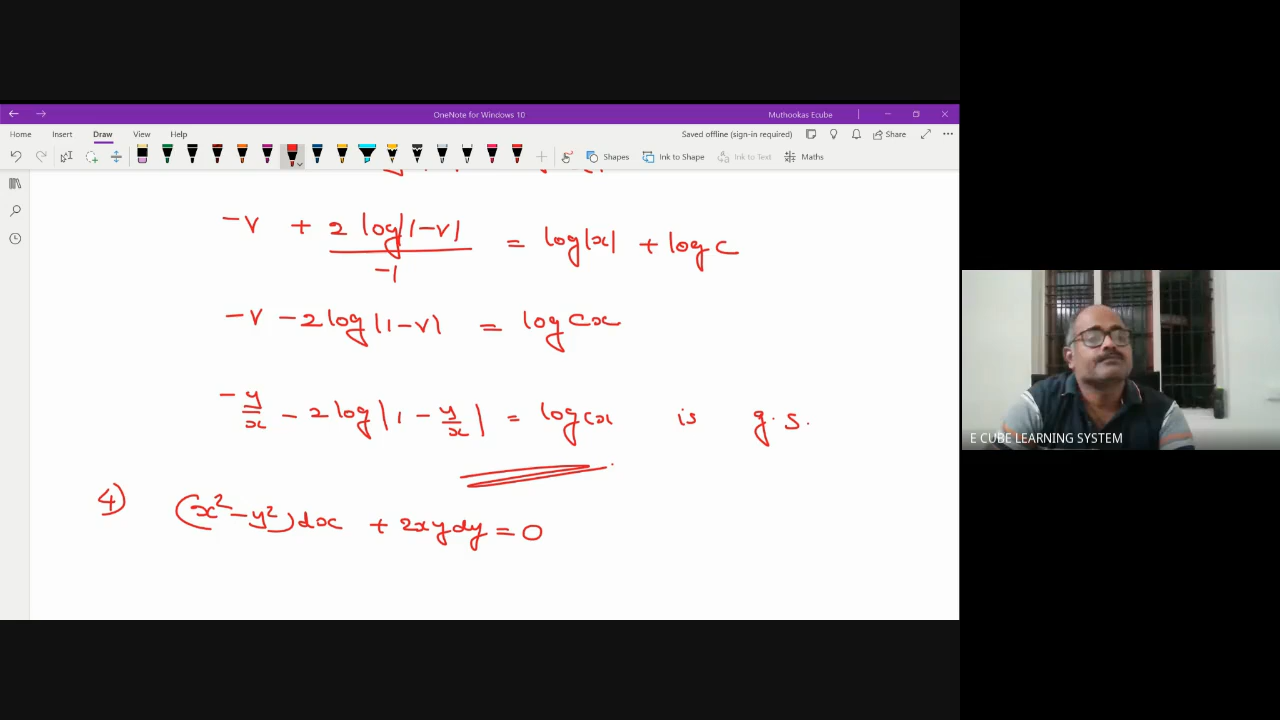 OneNote for Windows 10
Muthookas Ecube
Home Insert Draw View Help
Saved offline (sign-in required) Share
Shapes Ink to Shape Ink to Text Maths
-v + 2 log|1-v| / -1 = log|x| + log c
-v - 2 log|1-v| = log cx
-y/x - 2 log|1 - y/x| = log cx is g.s.
4) (x² - y²)dx + 2xy dy = 0
E CUBE LEARNING SYSTEM